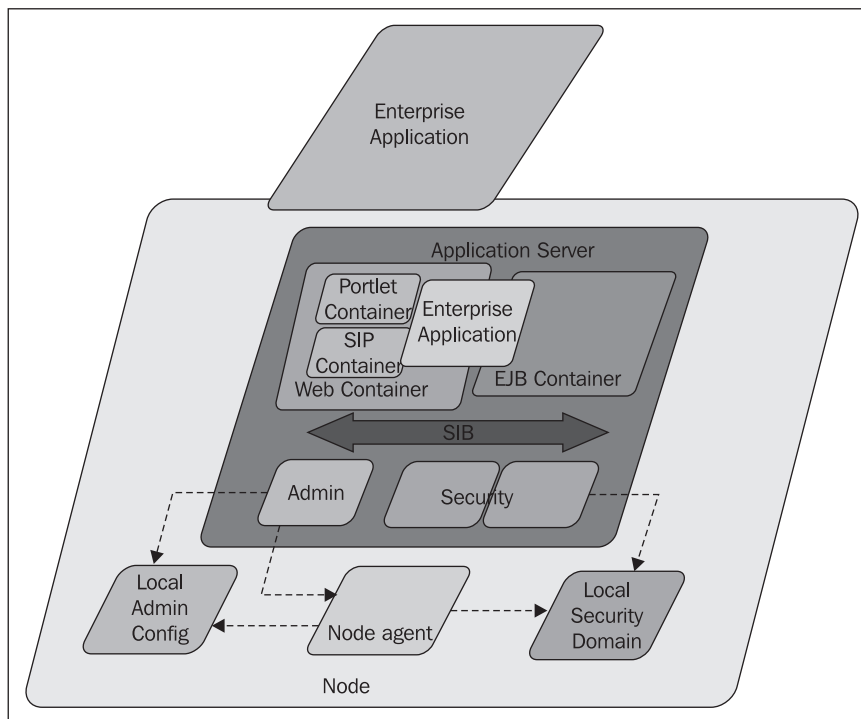 Enterprise
Application
Application Server
Portlet
Container
Enterprise
Application
SIP
Container
Web Container
EJB Container
SIB
Admin
Security
Local
Admin
Config
Node agent
Local
Security
Domain
Node